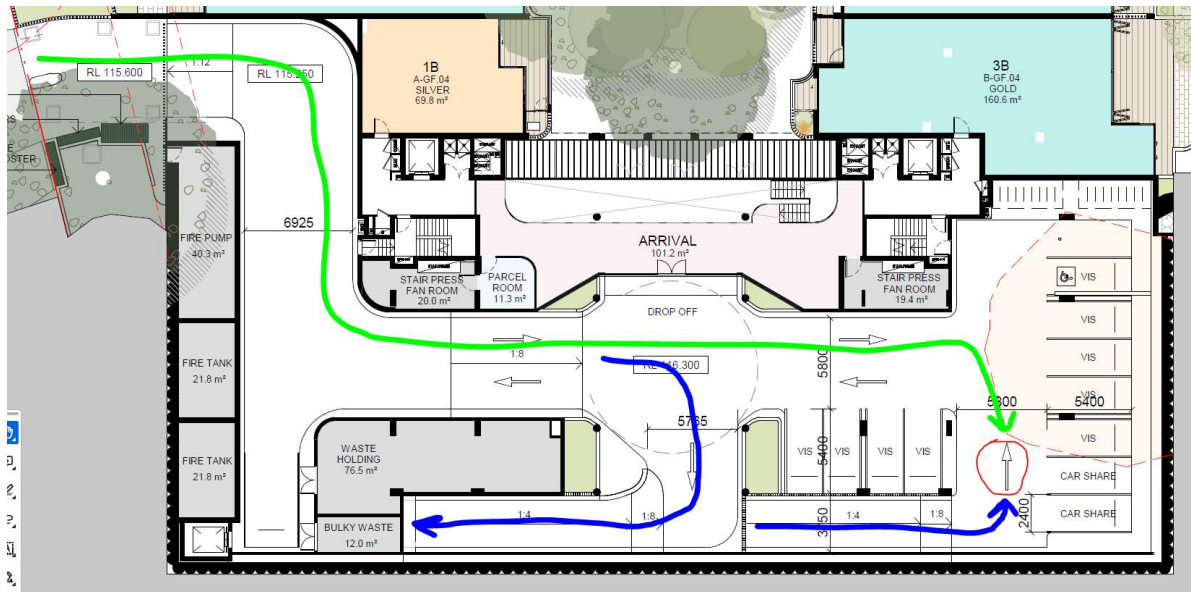 RL 115.600
1:12
RL 115.250
1B
A-GF.04
SILVER
69.8 m²
3B
B-GF.04
GOLD
160.6 m²
OSTER
FIRE PUMP
40.3 m²
6925
ARRIVAL
101.2 m²
STAIR PRESS
FAN ROOM
20.0 m²
PARCEL
ROOM
11.3 m²
STAIR PRESS
FAN ROOM
19.4 m²
DROP OFF
VIS
VIS
VIS
VIS
VIS
CAR SHARE
CAR SHARE
FIRE TANK
21.8 m²
1:8
RL 116.300
5800
5400
5765
WASTE
HOLDING
76.5 m²
VIS
VIS
VIS
VIS
5400
FIRE TANK
21.8 m²
BULKY WASTE
12.0 m²
1:4
1:8
1:4
1:8
2400